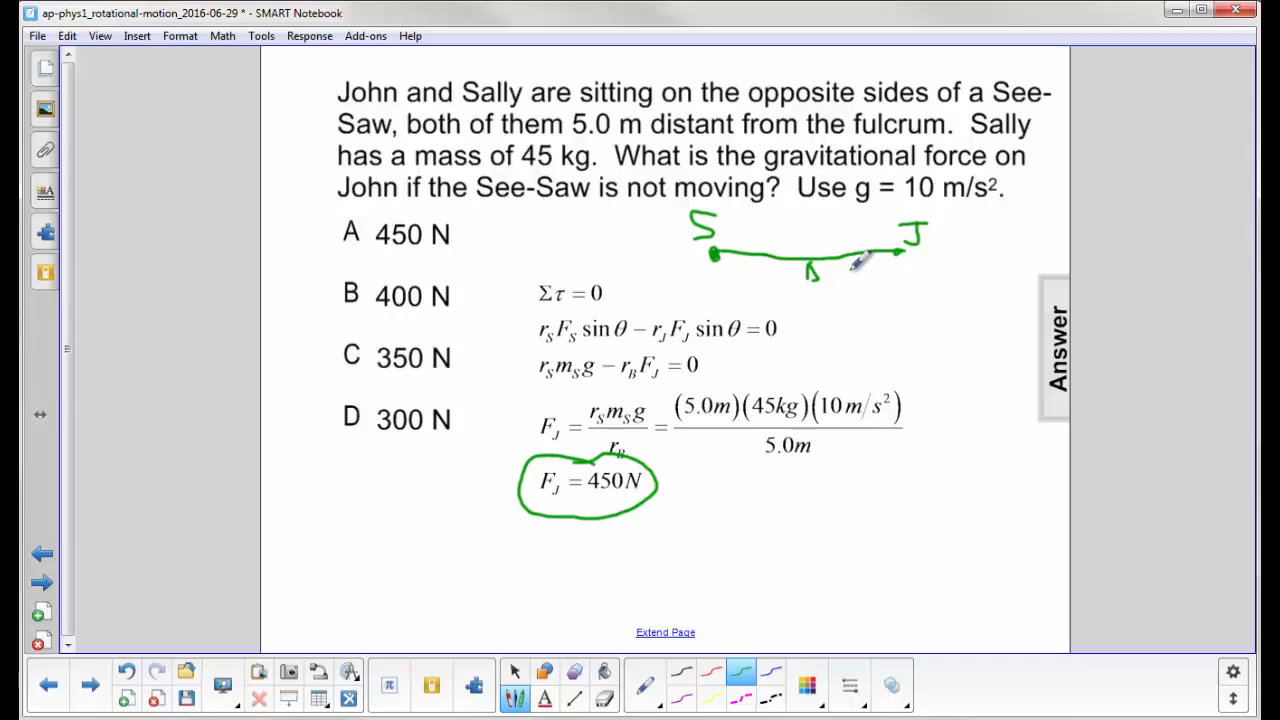 ap-phys1_rotational-motion_2016-06-29 * - SMART Notebook
File Edit View Insert Format Math Tools Response Add-ons Help
John and Sally are sitting on the opposite sides of a See-
Saw, both of them 5.0 m distant from the fulcrum. Sally
has a mass of 45 kg. What is the gravitational force on
John if the See-Saw is not moving? Use g = 10 m/s².
S J
A 450 N
B 400 N
C 350 N
D 300 N
Στ = 0
r_S F_S sin θ − r_J F_J sin θ = 0
r_S m_S g − r_B F_J = 0
F_J = r_S m_S g / r_B = (5.0m)(45kg)(10 m/s²) / 5.0m
F_J = 450N
Answer
Extend Page